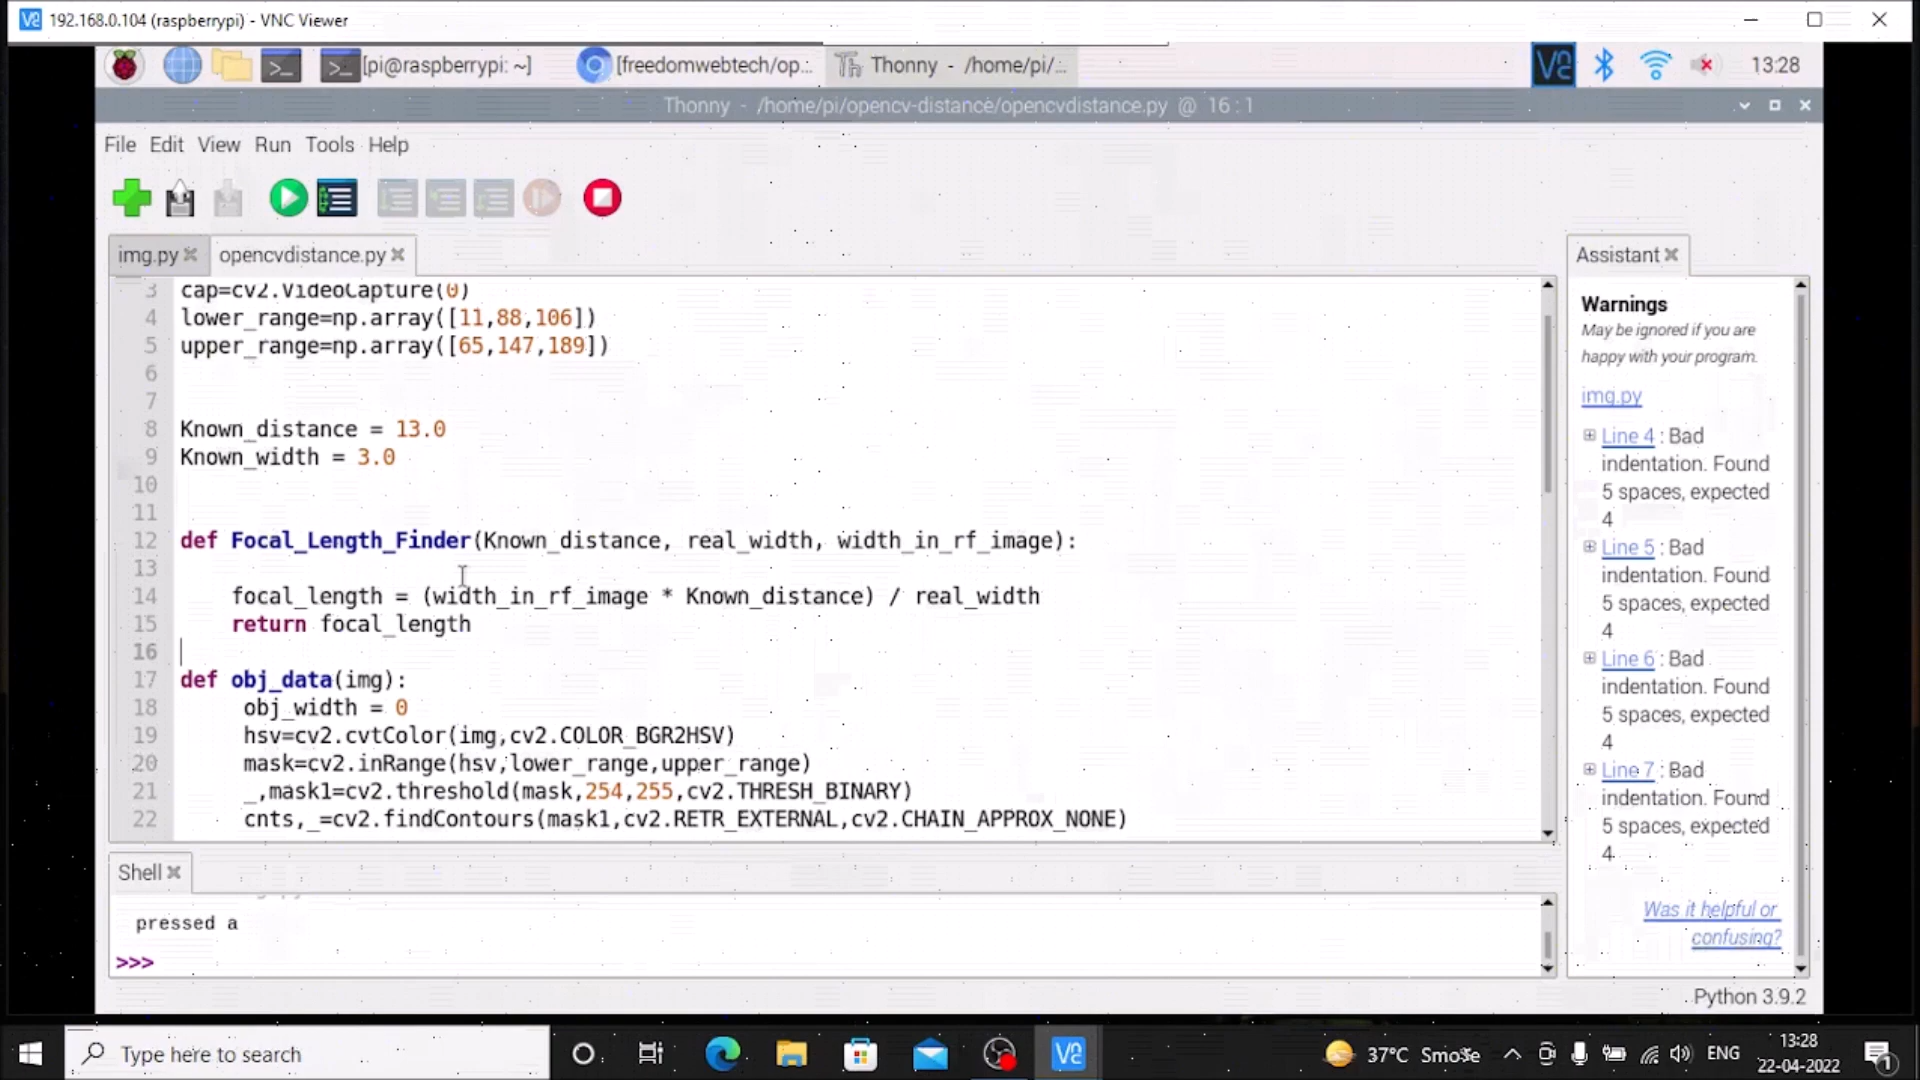 192.168.0.104 (raspberrypi) - VNC Viewer
[pi@raspberrypi: ~]
[freedomwebtech/op...
Thonny - /home/pi/...
13:28
Thonny - /home/pi/opencv-distance/opencvdistance.py @ 16 : 1
File Edit View Run Tools Help
img.py
opencvdistance.py
3 cap=cv2.VideoCapture(0)
4 lower_range=np.array([11,88,106])
5 upper_range=np.array([65,147,189])
6
7
8 Known_distance = 13.0
9 Known_width = 3.0
10
11
12 def Focal_Length_Finder(Known_distance, real_width, width_in_rf_image):
13
14 focal_length = (width_in_rf_image * Known_distance) / real_width
15 return focal_length
16
17 def obj_data(img):
18 obj_width = 0
19 hsv=cv2.cvtColor(img,cv2.COLOR_BGR2HSV)
20 mask=cv2.inRange(hsv,lower_range,upper_range)
21 _,mask1=cv2.threshold(mask,254,255,cv2.THRESH_BINARY)
22 cnts,_=cv2.findContours(mask1,cv2.RETR_EXTERNAL,cv2.CHAIN_APPROX_NONE)
Shell
pressed a
>>>
Assistant
Warnings
May be ignored if you are
happy with your program.
img.py
Line 4 : Bad
indentation. Found
5 spaces, expected
4
Line 5 : Bad
indentation. Found
5 spaces, expected
4
Line 6 : Bad
indentation. Found
5 spaces, expected
4
Line 7 : Bad
indentation. Found
5 spaces, expected
4
Was it helpful or
confusing?
Python 3.9.2
Type here to search
37°C Smoke
ENG
13:28
22-04-2022
1